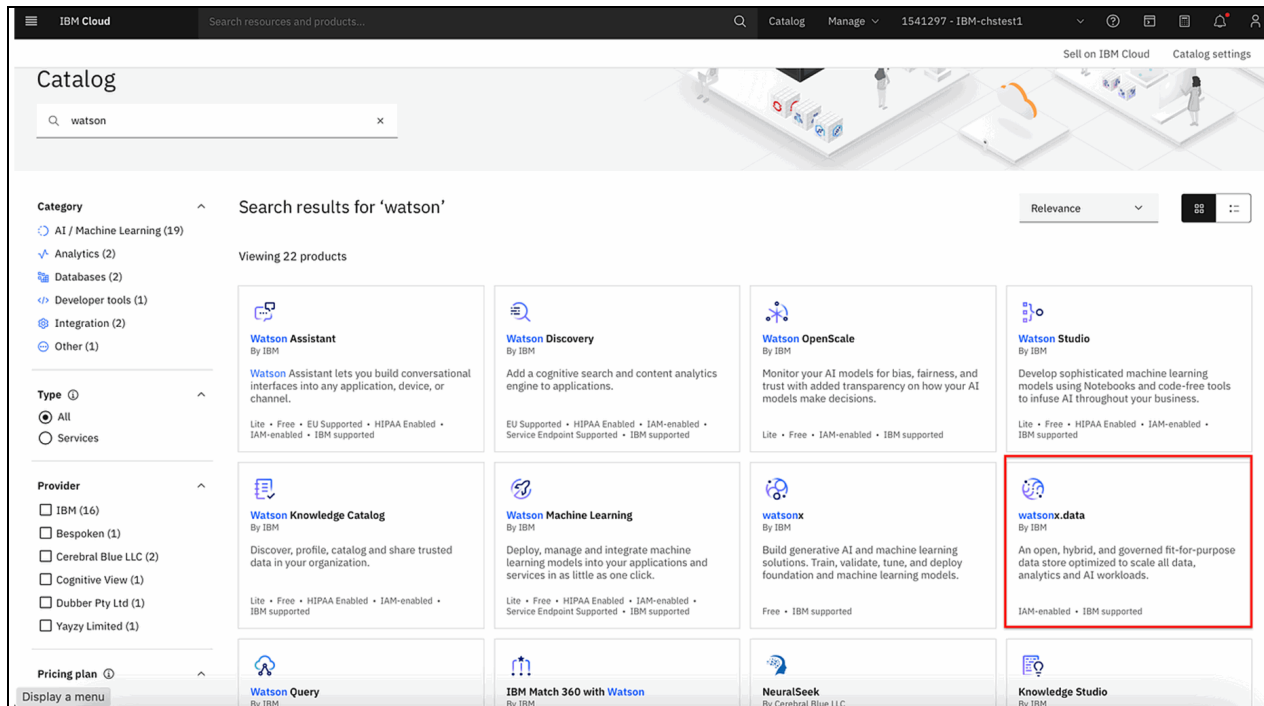 IBM Cloud
Search resources and products...
Catalog
Manage
1541297 - IBM-chstest1
Sell on IBM Cloud
Catalog settings
Catalog
watson
Category
AI / Machine Learning (19)
Analytics (2)
Databases (2)
Developer tools (1)
Integration (2)
Other (1)
Type
All
Services
Provider
IBM (16)
Bespoken (1)
Cerebral Blue LLC (2)
Cognitive View (1)
Dubber Pty Ltd (1)
Yayzy Limited (1)
Pricing plan
Display a menu
Search results for ‘watson’
Relevance
Viewing 22 products
Watson Assistant
By IBM
Watson Assistant lets you build conversational
interfaces into any application, device, or
channel.
Lite • Free • EU Supported • HIPAA Enabled •
IAM-enabled • IBM supported
Watson Discovery
By IBM
Add a cognitive search and content analytics
engine to applications.
EU Supported • HIPAA Enabled • IAM-enabled •
Service Endpoint Supported • IBM supported
Watson OpenScale
By IBM
Monitor your AI models for bias, fairness, and
trust with added transparency on how your AI
models make decisions.
Lite • Free • IAM-enabled • IBM supported
Watson Studio
By IBM
Develop sophisticated machine learning
models using Notebooks and code-free tools
to infuse AI throughout your business.
Lite • Free • HIPAA Enabled • IAM-enabled •
IBM supported
Watson Knowledge Catalog
By IBM
Discover, profile, catalog and share trusted
data in your organization.
Lite • Free • HIPAA Enabled • IAM-enabled •
IBM supported
Watson Machine Learning
By IBM
Deploy, manage and integrate machine
learning models into your applications and
services in as little as one click.
Lite • Free • HIPAA Enabled • IAM-enabled •
Service Endpoint Supported • IBM supported
watsonx
By IBM
Build generative AI and machine learning
solutions. Train, validate, tune, and deploy
foundation and machine learning models.
Free • IBM supported
watsonx.data
By IBM
An open, hybrid, and governed fit-for-purpose
data store optimized to scale all data,
analytics and AI workloads.
IAM-enabled • IBM supported
Watson Query
By IBM
IBM Match 360 with Watson
By IBM
NeuralSeek
By Cerebral Blue LLC
Knowledge Studio
By IBM